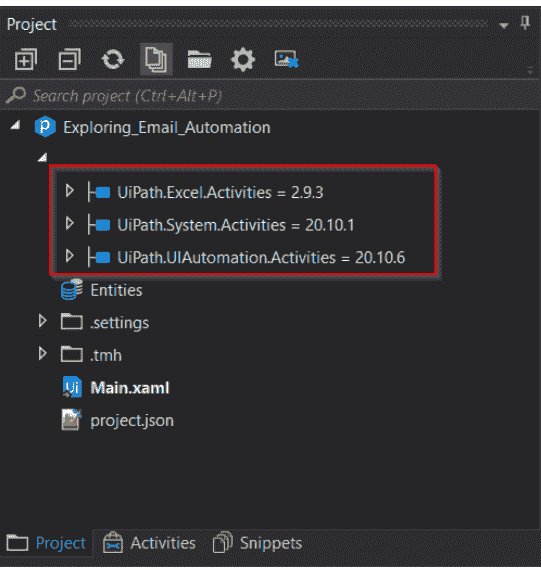 Project
Search project (Ctrl+Alt+P)
Exploring_Email_Automation
UiPath.Excel.Activities = 2.9.3
UiPath.System.Activities = 20.10.1
UiPath.UIAutomation.Activities = 20.10.6
Entities
.settings
.tmh
Ui Main.xaml
project.json
Project Activities Snippets